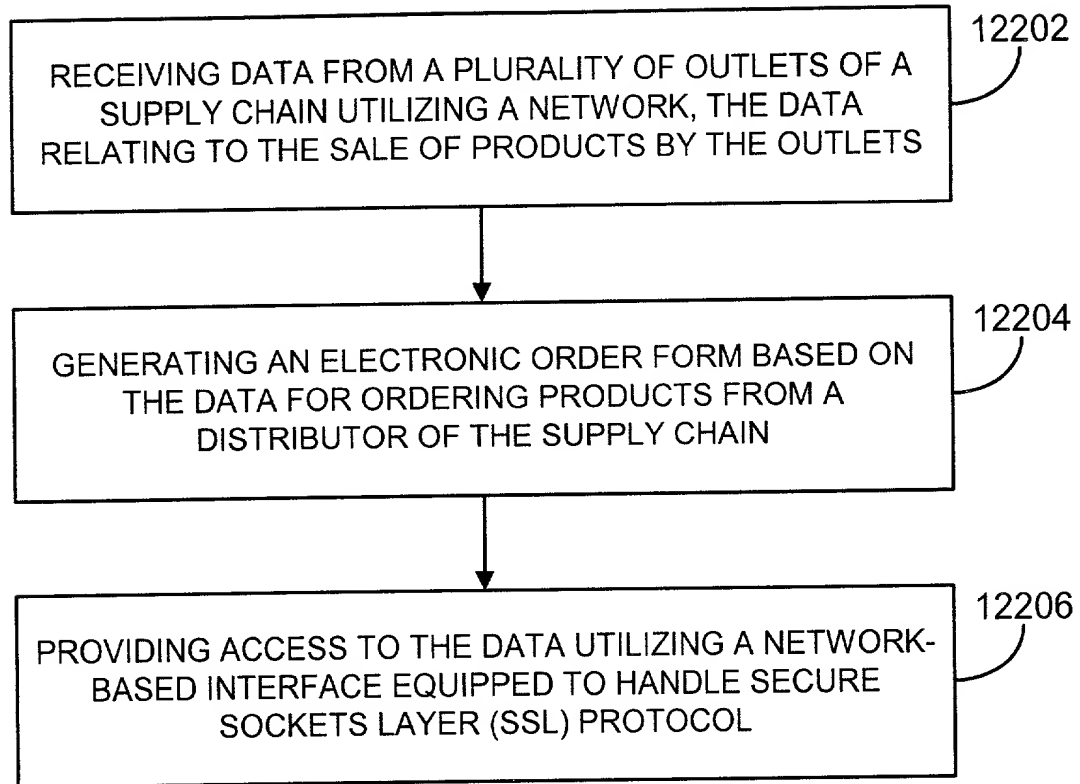 12202
RECEIVING DATA FROM A PLURALITY OF OUTLETS OF A
SUPPLY CHAIN UTILIZING A NETWORK, THE DATA
RELATING TO THE SALE OF PRODUCTS BY THE OUTLETS
12204
GENERATING AN ELECTRONIC ORDER FORM BASED ON
THE DATA FOR ORDERING PRODUCTS FROM A
DISTRIBUTOR OF THE SUPPLY CHAIN
12206
PROVIDING ACCESS TO THE DATA UTILIZING A NETWORK-
BASED INTERFACE EQUIPPED TO HANDLE SECURE
SOCKETS LAYER (SSL) PROTOCOL